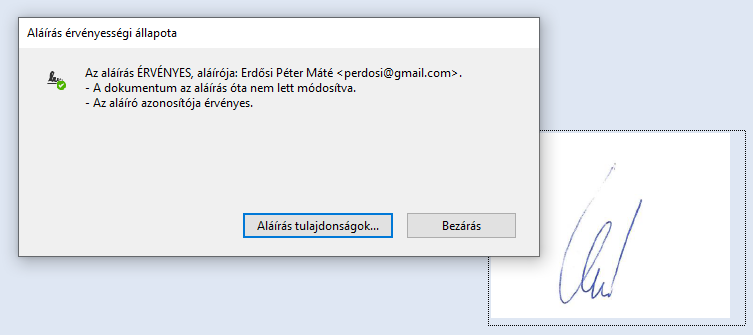 Aláírás érvényességi állapota
Az aláírás ÉRVÉNYES, aláírója: Erdősi Péter Máté <perdosi@gmail.com>.
- A dokumentum az aláírás óta nem lett módosítva.
- Az aláíró azonosítója érvényes.
Aláírás tulajdonságok...
Bezárás